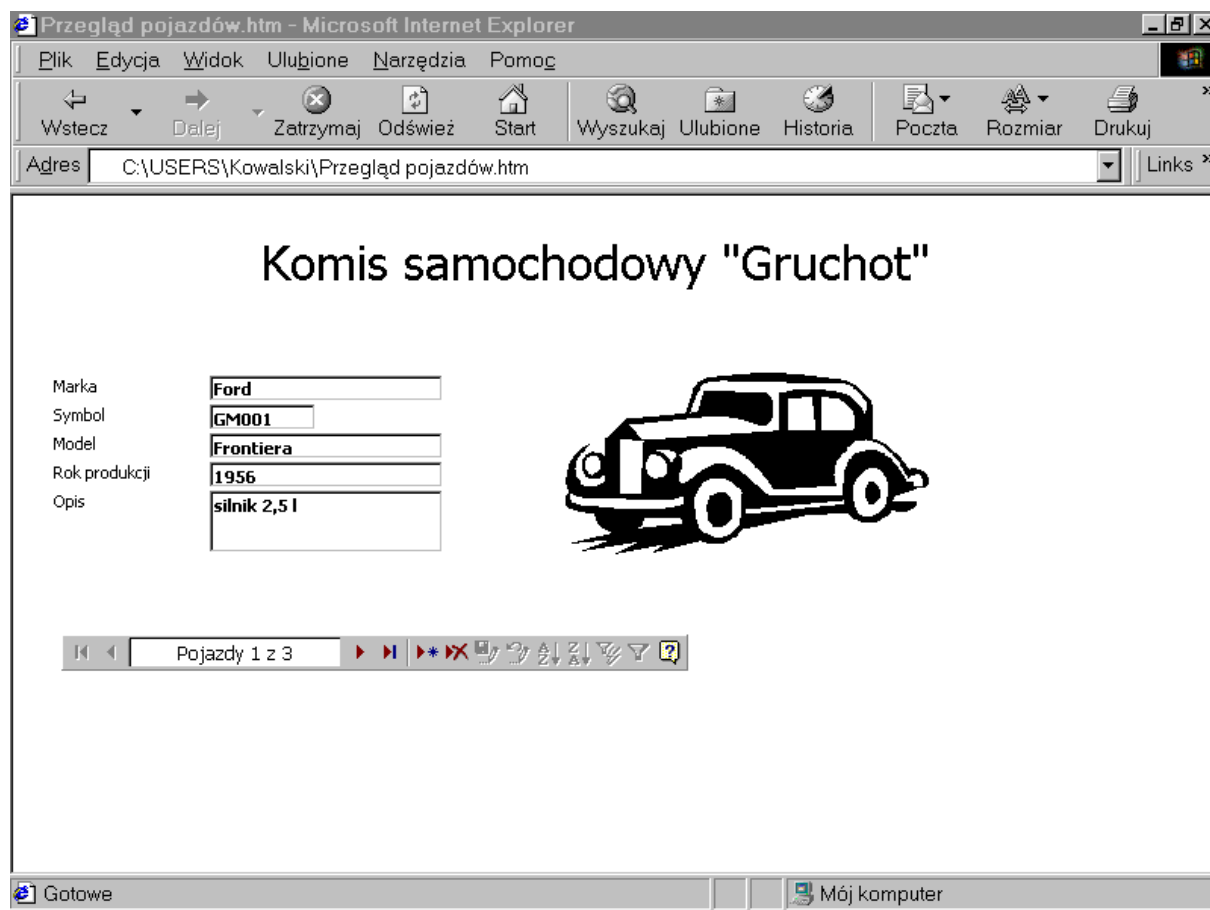 Przegląd pojazdów.htm - Microsoft Internet Explorer
Plik Edycja Widok Ulubione Narzędzia Pomoc
Wstecz Dalej Zatrzymaj Odśwież Start Wyszukaj Ulubione Historia Poczta Rozmiar Drukuj »
Adres C:\USERS\Kowalski\Przegląd pojazdów.htm Links »
Komis samochodowy "Gruchot"
Marka Ford
Symbol GM001
Model Frontiera
Rok produkcji 1956
Opis silnik 2,5 l
Pojazdy 1 z 3
Gotowe Mój komputer